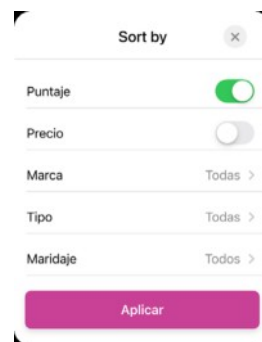 Sort by
Puntaje
Precio
Marca Todas
Tipo Todas
Maridaje Todos
Aplicar